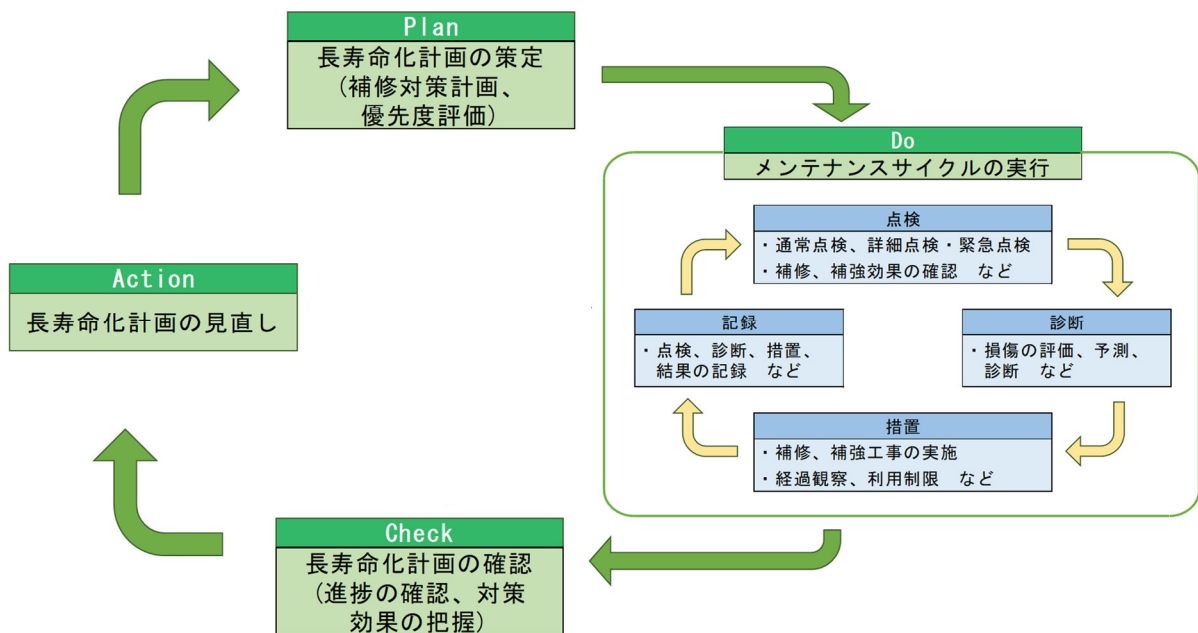 Plan
長寿命化計画の策定
(補修対策計画、
優先度評価)
Do
メンテナンスサイクルの実行
点検
・通常点検、詳細点検・緊急点検
・補修、補強効果の確認　など
診断
・損傷の評価、予測、
診断　など
措置
・補修、補強工事の実施
・経過観察、利用制限　など
記録
・点検、診断、措置、
結果の記録　など
Check
長寿命化計画の確認
(進捗の確認、対策
効果の把握)
Action
長寿命化計画の見直し